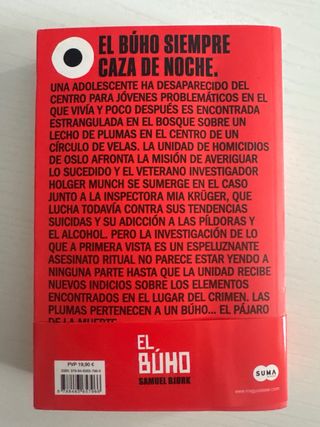 EL BÚHO SIEMPRE
CAZA DE NOCHE.
UNA ADOLESCENTE HA DESAPARECIDO DEL
CENTRO PARA JÓVENES PROBLEMÁTICOS EN EL
QUE VIVÍA Y POCO DESPUÉS ES ENCONTRADA
ESTRANGULADA EN EL BOSQUE SOBRE UN
LECHO DE PLUMAS EN EL CENTRO DE UN
CÍRCULO DE VELAS. LA UNIDAD DE HOMICIDIOS
DE OSLO AFRONTA LA MISIÓN DE AVERIGUAR
LO SUCEDIDO Y EL VETERANO INVESTIGADOR
HOLGER MUNCH SE SUMERGE EN EL CASO
JUNTO A LA INSPECTORA MIA KRÜGER, QUE
LUCHA TODAVÍA CONTRA SUS TENDENCIAS
SUICIDAS Y SU ADICCIÓN A LAS PÍLDORAS Y
EL ALCOHOL. PERO LA INVESTIGACIÓN DE LO
QUE A PRIMERA VISTA ES UN ESPELUZNANTE
ASESINATO RITUAL NO PARECE ESTAR YENDO A
NINGUNA PARTE HASTA QUE LA UNIDAD RECIBE
NUEVOS INDICIOS SOBRE LOS ELEMENTOS
ENCONTRADOS EN EL LUGAR DEL CRIMEN. LAS
PLUMAS PERTENECEN A UN BÚHO... EL PÁJARO
DE LA MUERTE
EL
BÚHO
SAMUEL BJØRK
PVP 19,90 €
SUMA